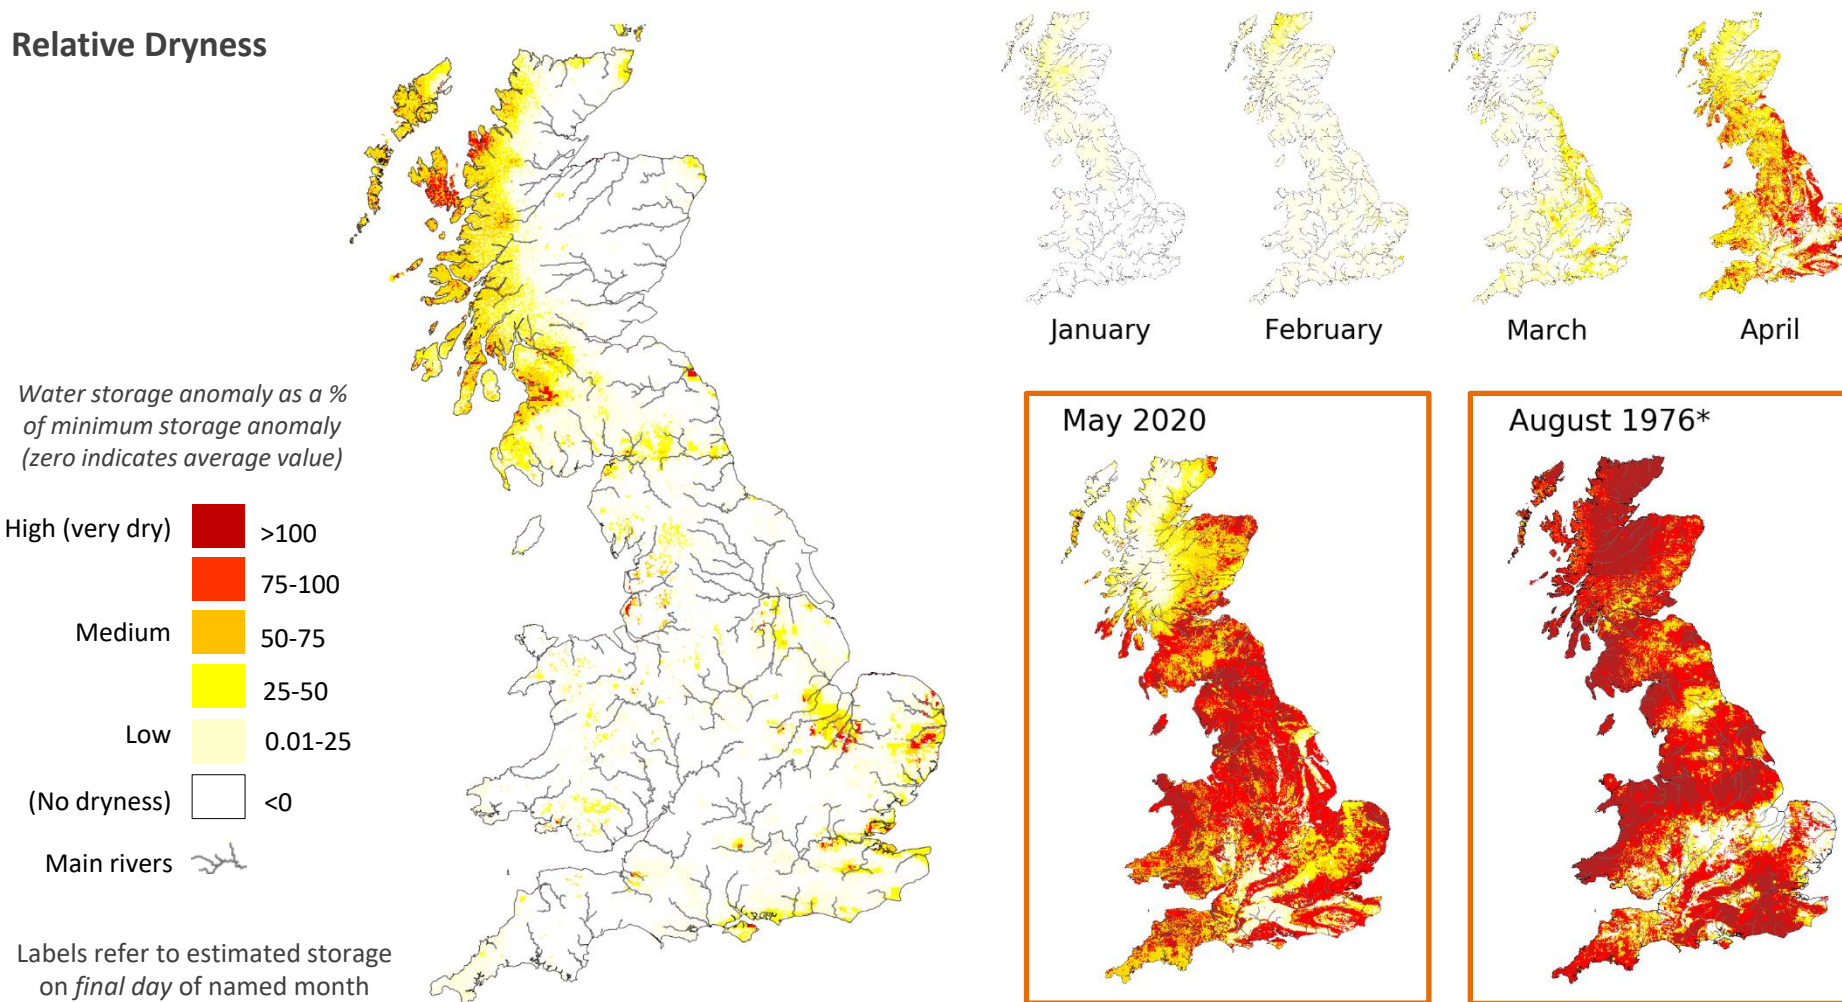 Relative Dryness
Water storage anomaly as a %
of minimum storage anomaly
(zero indicates average value)
High (very dry) >100
75-100
Medium 50-75
25-50
Low 0.01-25
(No dryness) <0
Main rivers
Labels refer to estimated storage
on final day of named month
January February March April
May 2020 August 1976*